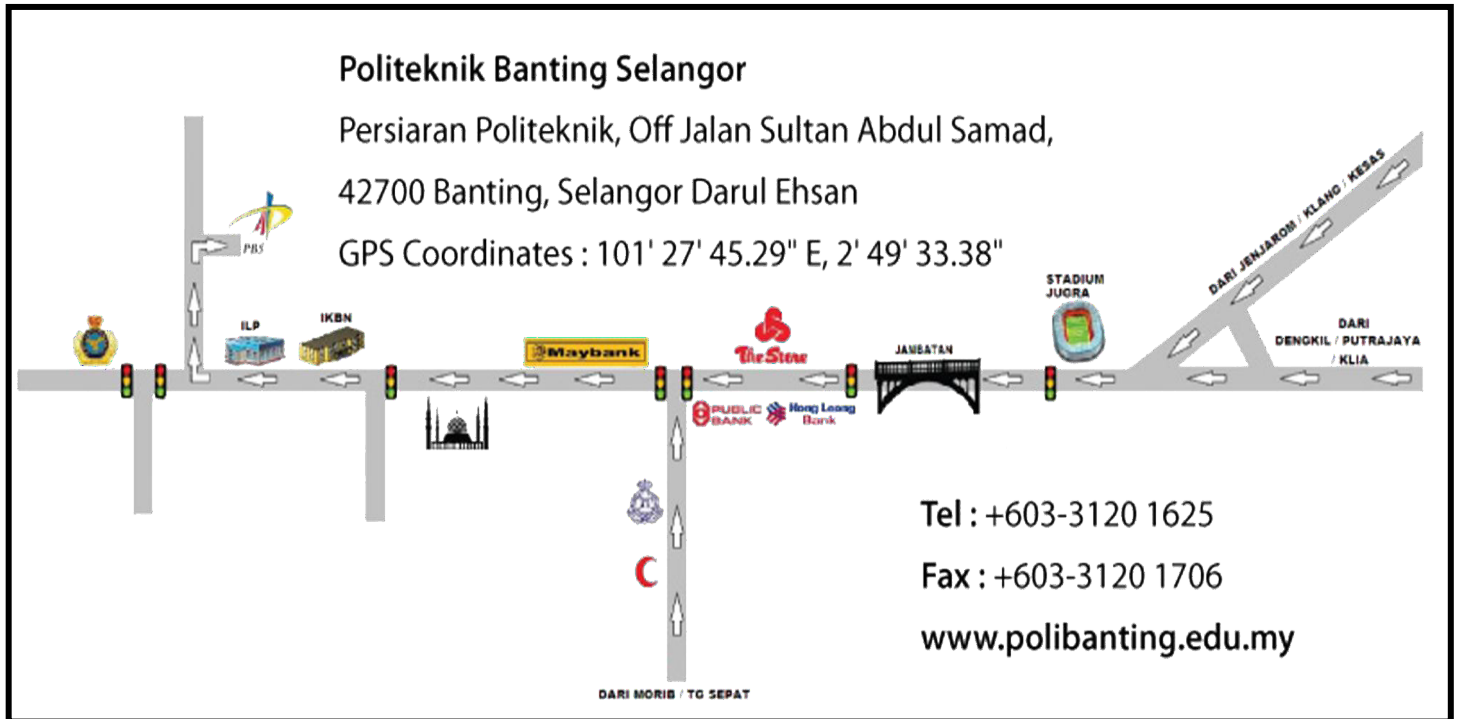 Politeknik Banting Selangor
Persiaran Politeknik, Off Jalan Sultan Abdul Samad,
42700 Banting, Selangor Darul Ehsan
GPS Coordinates : 101' 27' 45.29" E, 2' 49' 33.38"
PBS
ILP
IKBN
Maybank
The Store
PUBLIC BANK
Hong Leong Bank
JAMBATAN
STADIUM
JUGRA
DARI JENJAROM / KLANG / KESAS
DARI
DENGKIL / PUTRAJAYA
/ KLIA
DARI MORIB / TG SEPAT
Tel : +603-3120 1625
Fax : +603-3120 1706
www.polibanting.edu.my